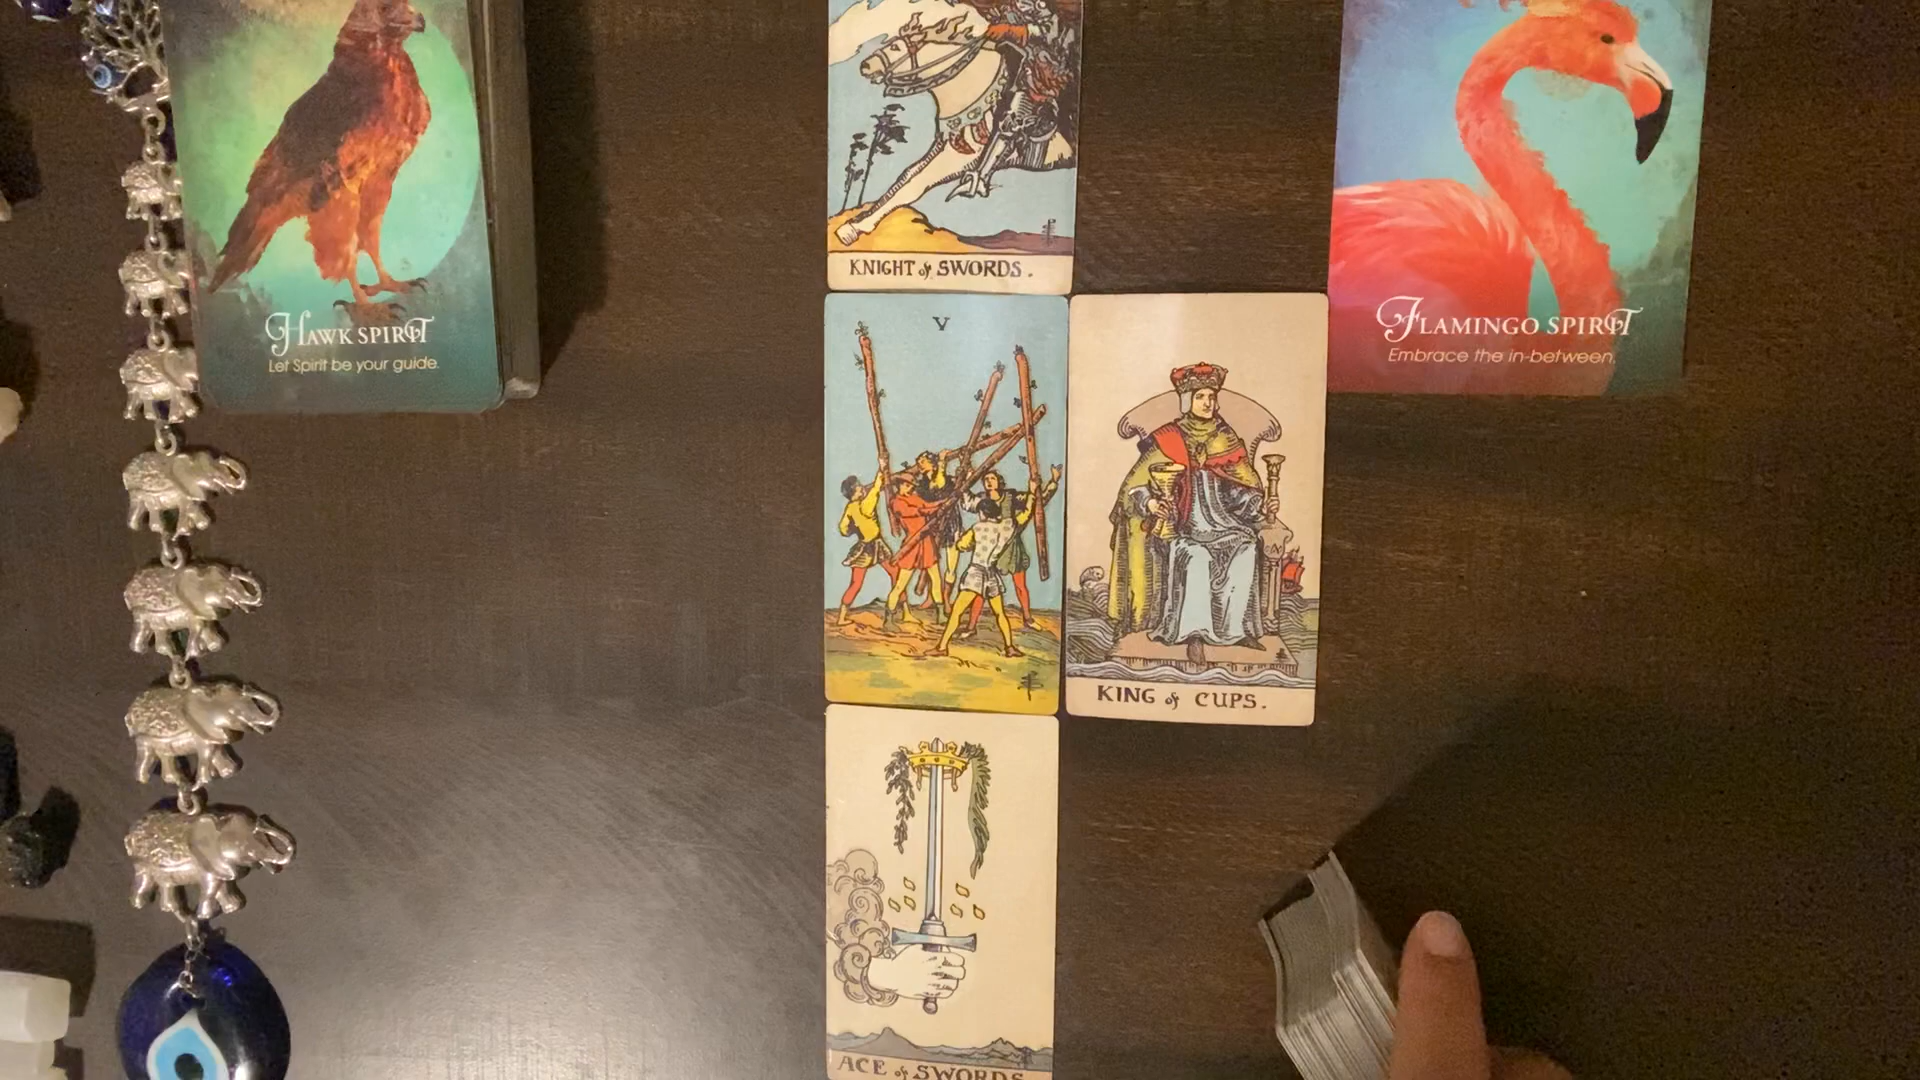 HAWK SPIRIT
Let Spirit be your guide.
KNIGHT of SWORDS.
FLAMINGO SPIRIT
Embrace the in-between.
V
KING of CUPS.
ACE of SWORDS